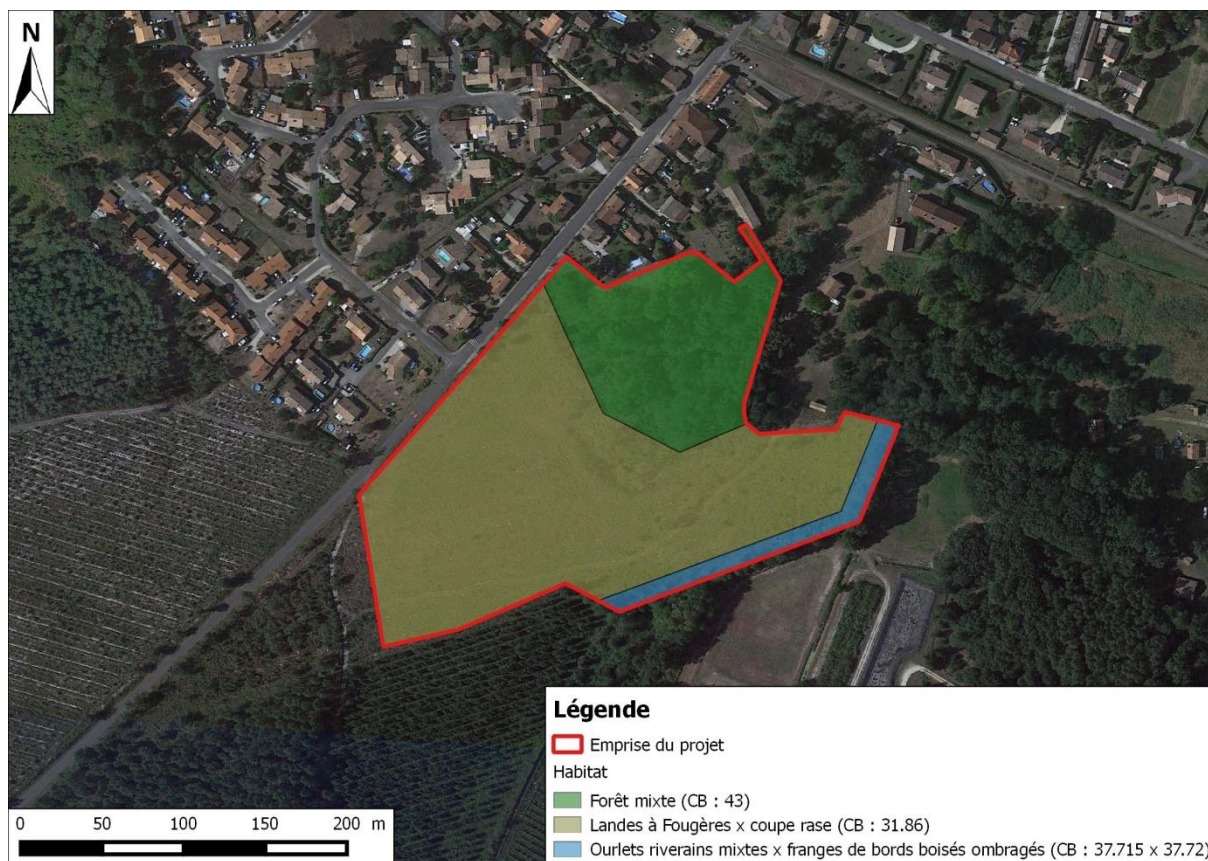 N
Légende
Emprise du projet
Habitat
Forêt mixte (CB : 43)
Landes à Fougères x coupe rase (CB : 31.86)
Ourlets riverains mixtes x franges de bords boisés ombragés (CB : 37.715 x 37.72)
0 50 100 150 200 m